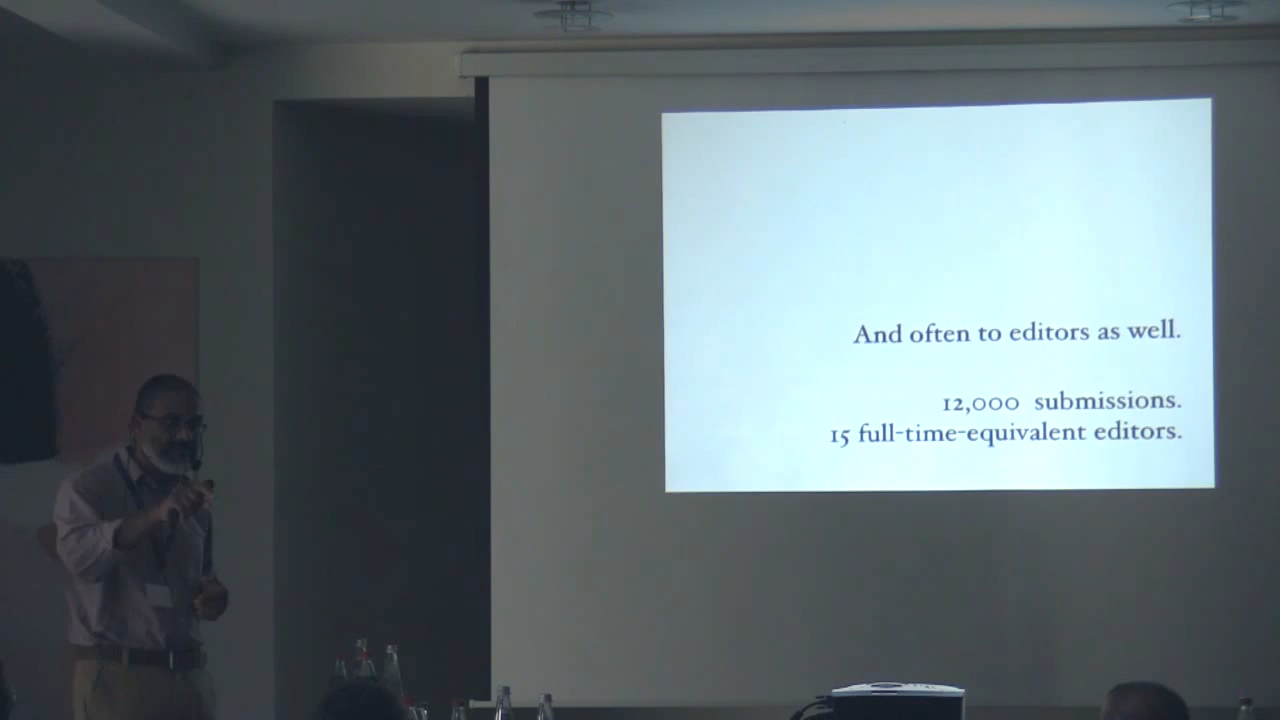 And often to editors as well.
12,000 submissions.
15 full-time-equivalent editors.